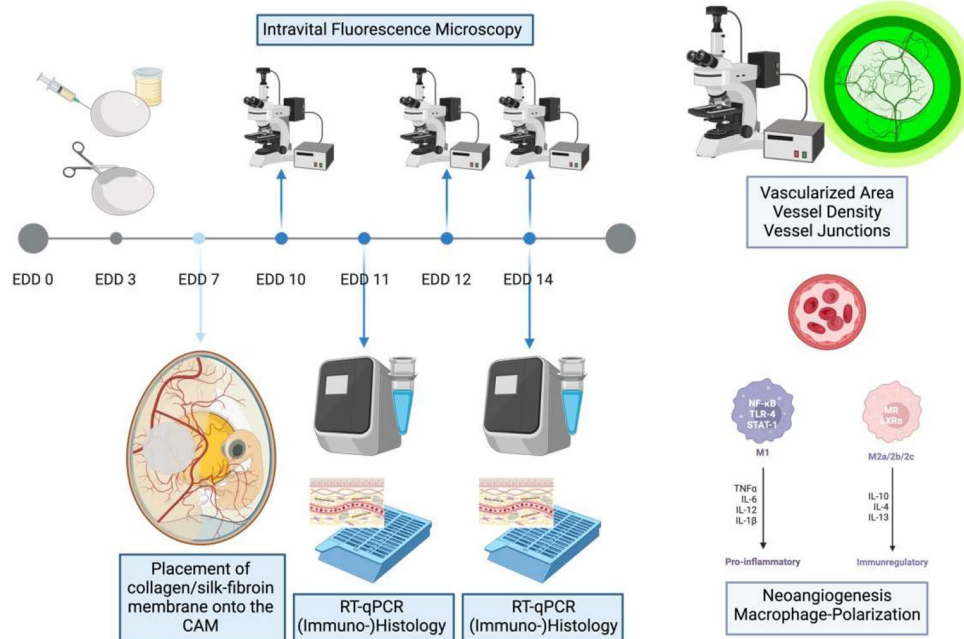 Intravital Fluorescence Microscopy
EDD 0
EDD 3
EDD 7
EDD 10
EDD 11
EDD 12
EDD 14
Placement of
collagen/silk-fibroin
membrane onto the
CAM
RT-qPCR
(Immuno-)Histology
RT-qPCR
(Immuno-)Histology
Vascularized Area
Vessel Density
Vessel Junctions
NF-κB
TLR-4
STAT-1
M1
TNFα
IL-6
IL-12
IL-1β
Pro-inflammatory
MR
LXRα
M2a/2b/2c
IL-10
IL-4
IL-13
Immunregulatory
Neoangiogenesis
Macrophage-Polarization